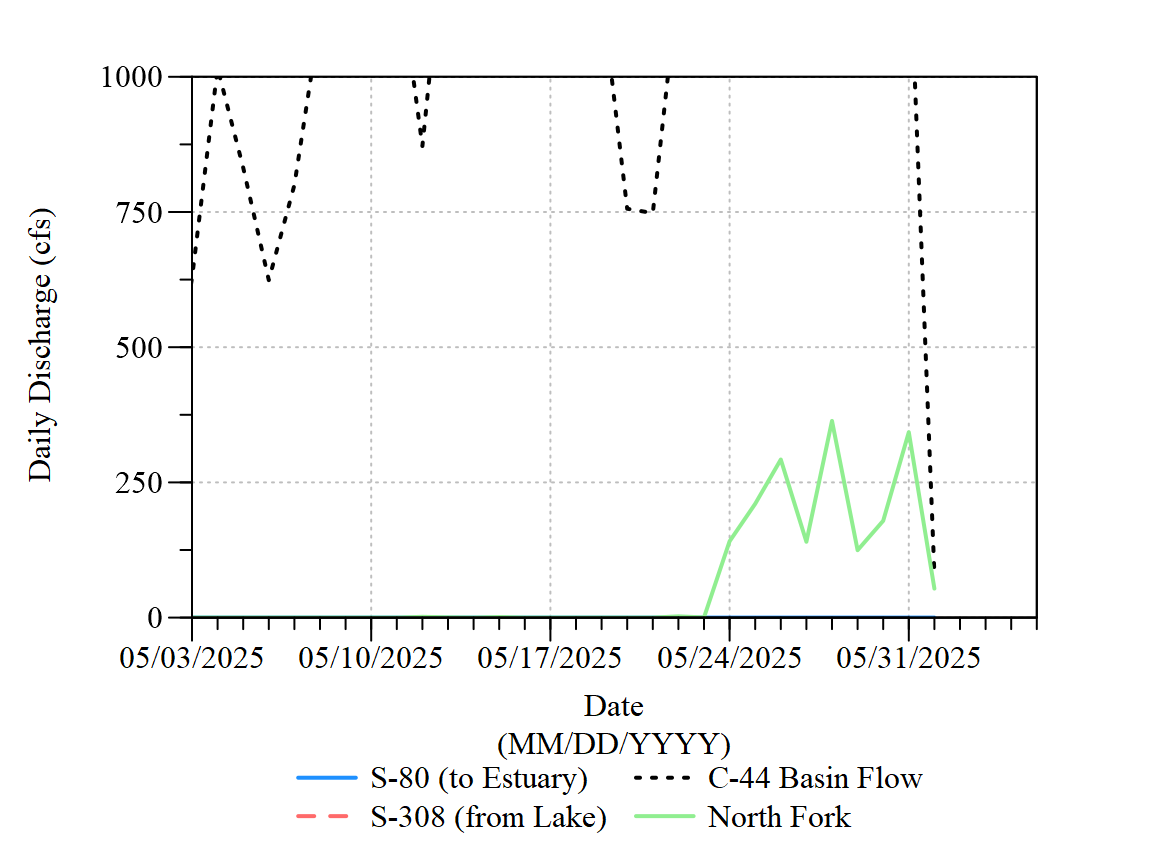 1000
750
500
250
0
Daily Discharge (cfs)
05/03/2025 05/10/2025 05/17/2025 05/24/2025 05/31/2025
Date
(MM/DD/YYYY)
S-80 (to Estuary) C-44 Basin Flow
S-308 (from Lake) North Fork